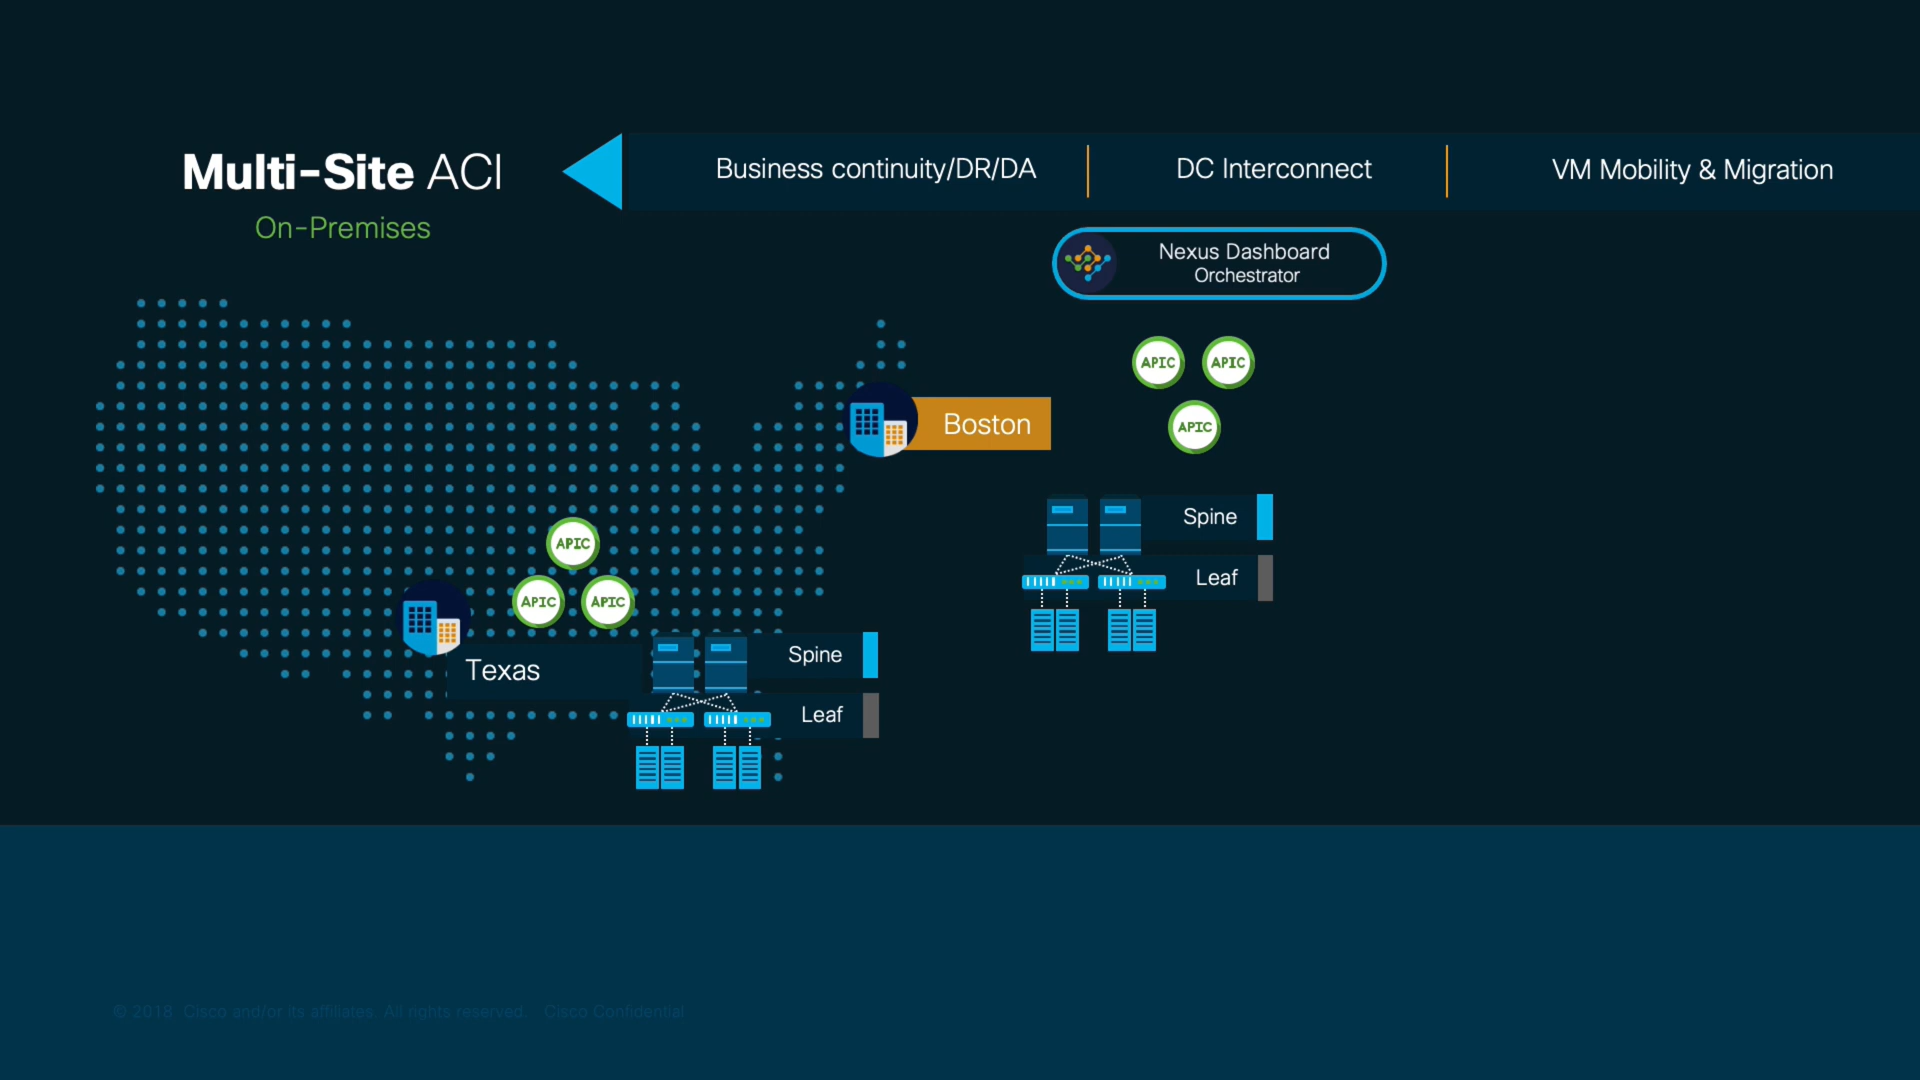 Multi-Site ACI
On-Premises
Business continuity/DR/DA
DC Interconnect
VM Mobility & Migration
Nexus Dashboard
Orchestrator
APIC
APIC
APIC
Boston
Spine
Leaf
APIC
APIC
APIC
Texas
Spine
Leaf
© 2018 Cisco and/or its affiliates. All rights reserved. Cisco Confidential